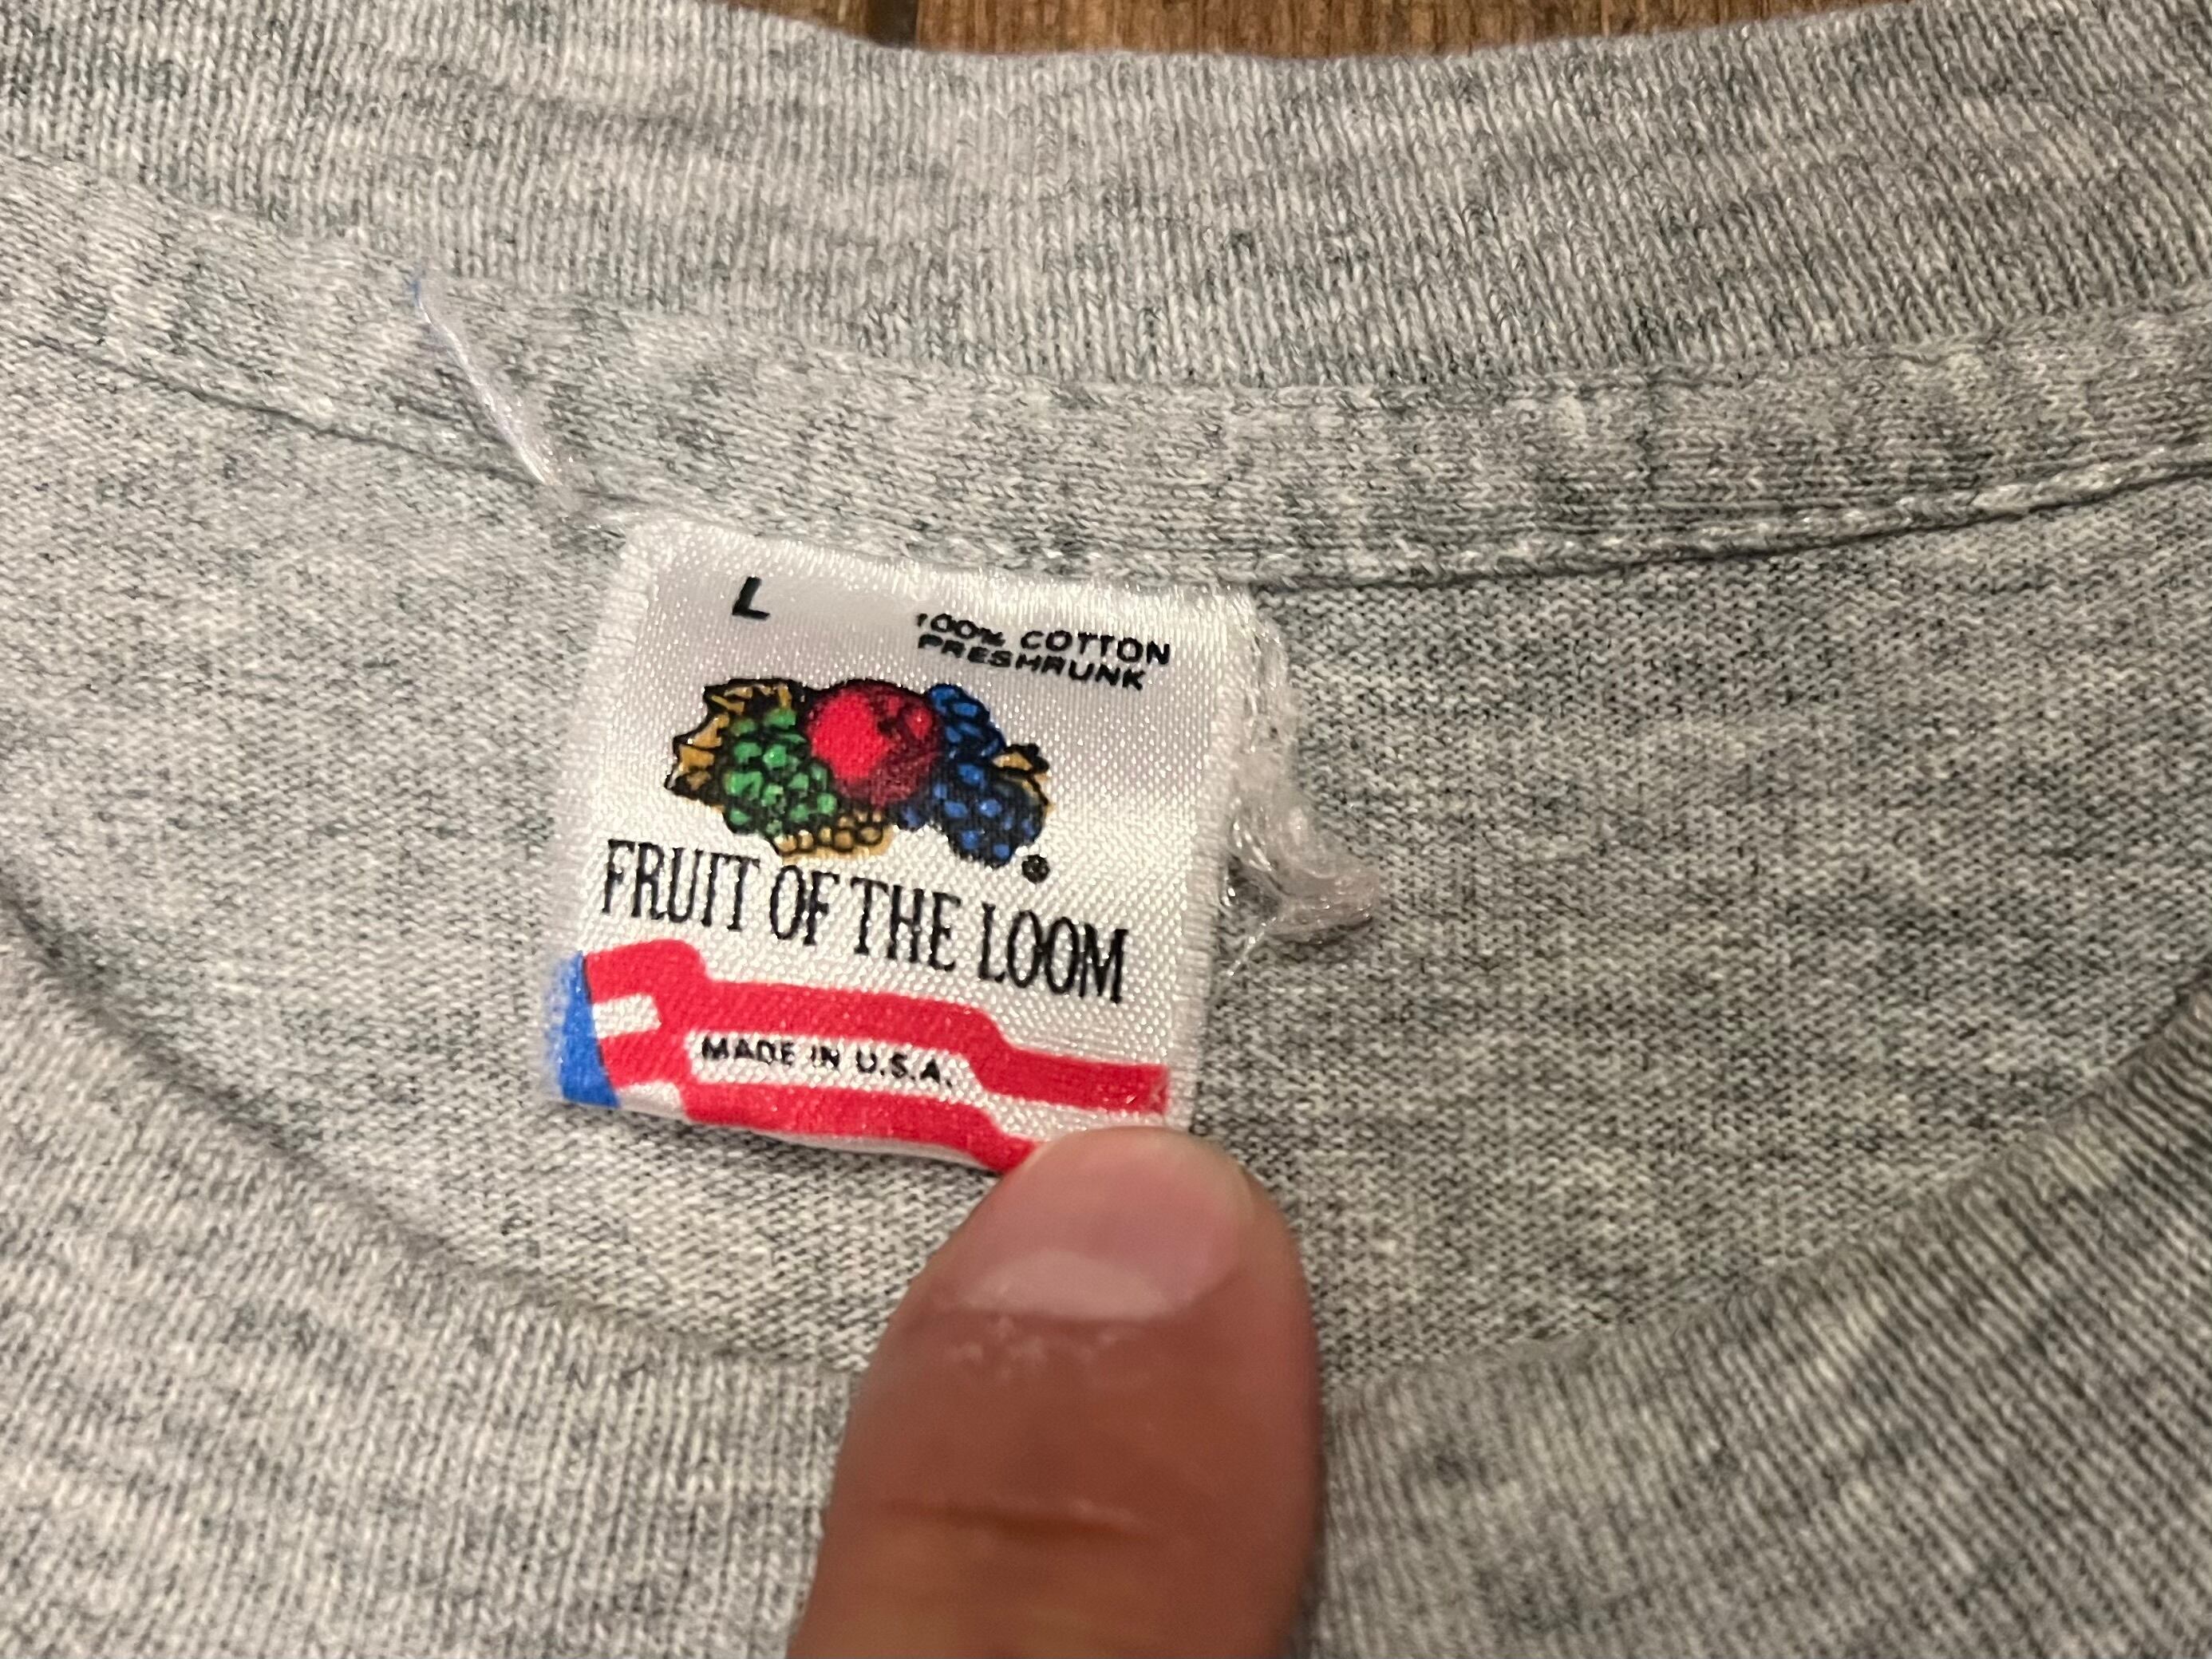 L
100% COTTON
PRESHRUNK
®
FRUIT OF THE LOOM
MADE IN U.S.A.